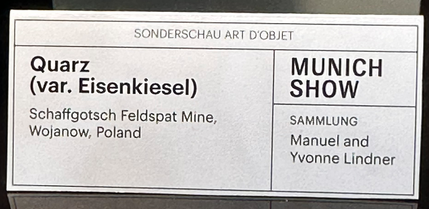 SONDERSCHAU ART D'OBJET
Quarz
(var. Eisenkiesel)
Schaffgotsch Feldspat Mine,
Wojanow, Poland
MUNICH
SHOW
SAMMLUNG
Manuel and
Yvonne Lindner